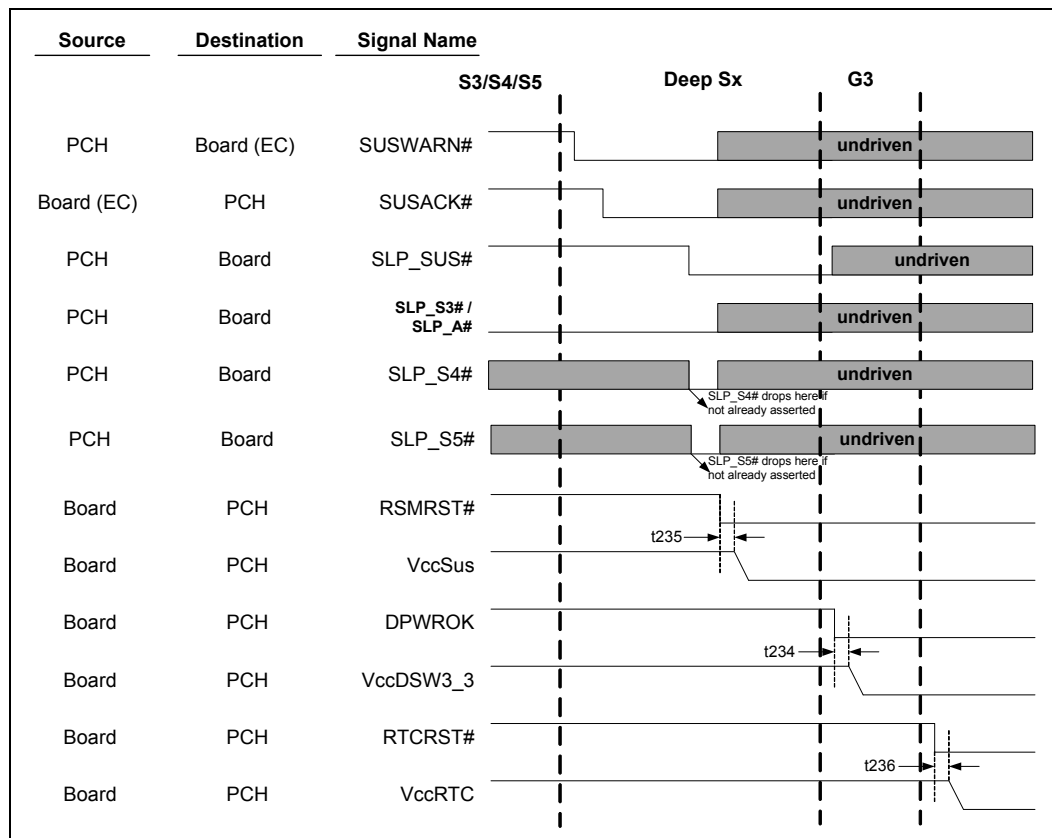 Source Destination Signal Name
S3/S4/S5 Deep Sx G3
PCH Board (EC) SUSWARN# undriven
Board (EC) PCH SUSACK# undriven
PCH Board SLP_SUS# undriven
PCH Board SLP_S3# /
SLP_A# undriven
PCH Board SLP_S4# undriven
SLP_S4# drops here if
not already asserted
PCH Board SLP_S5# undriven
SLP_S5# drops here if
not already asserted
Board PCH RSMRST#
t235
Board PCH VccSus
Board PCH DPWROK
t234
Board PCH VccDSW3_3
Board PCH RTCRST#
t236
Board PCH VccRTC